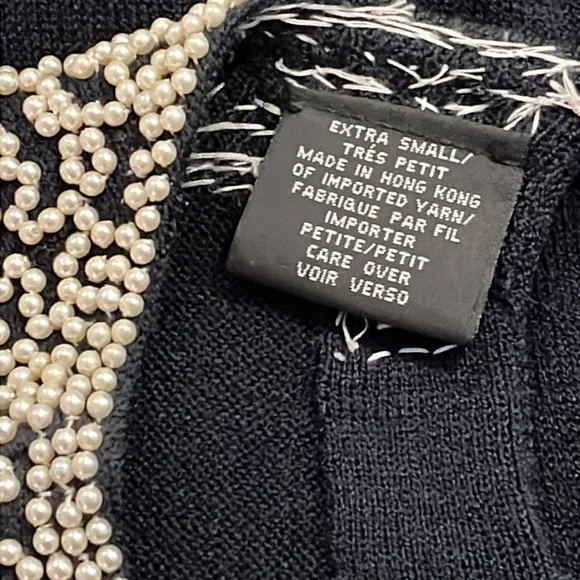 EXTRA SMALL/
TRÉS PETIT
MADE IN HONG KONG
OF IMPORTED YARN/
FABRIQUE PAR FIL
IMPORTER
PETITE/PETIT
CARE OVER
VOIR VERSO